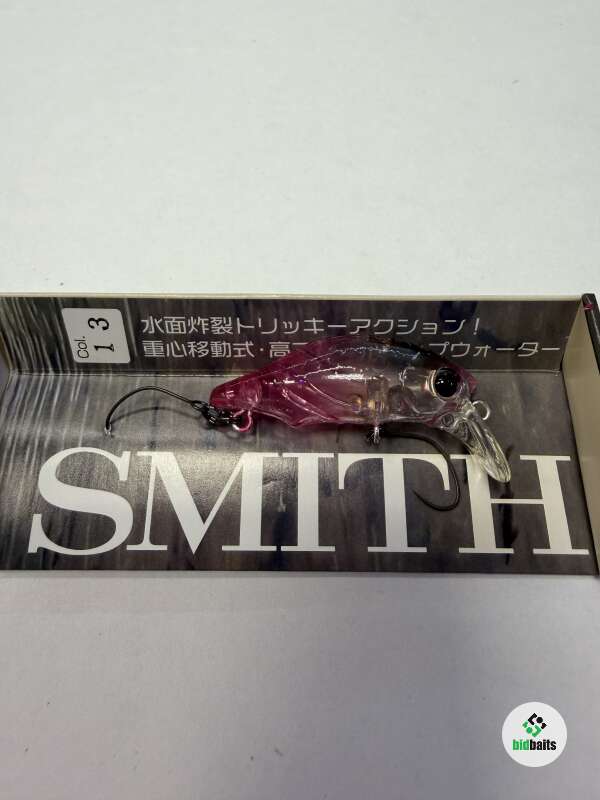 Col.
13
水面炸裂トリッキーアクション!
重心移動式・高 プウォーター
SMITH
bidbaits